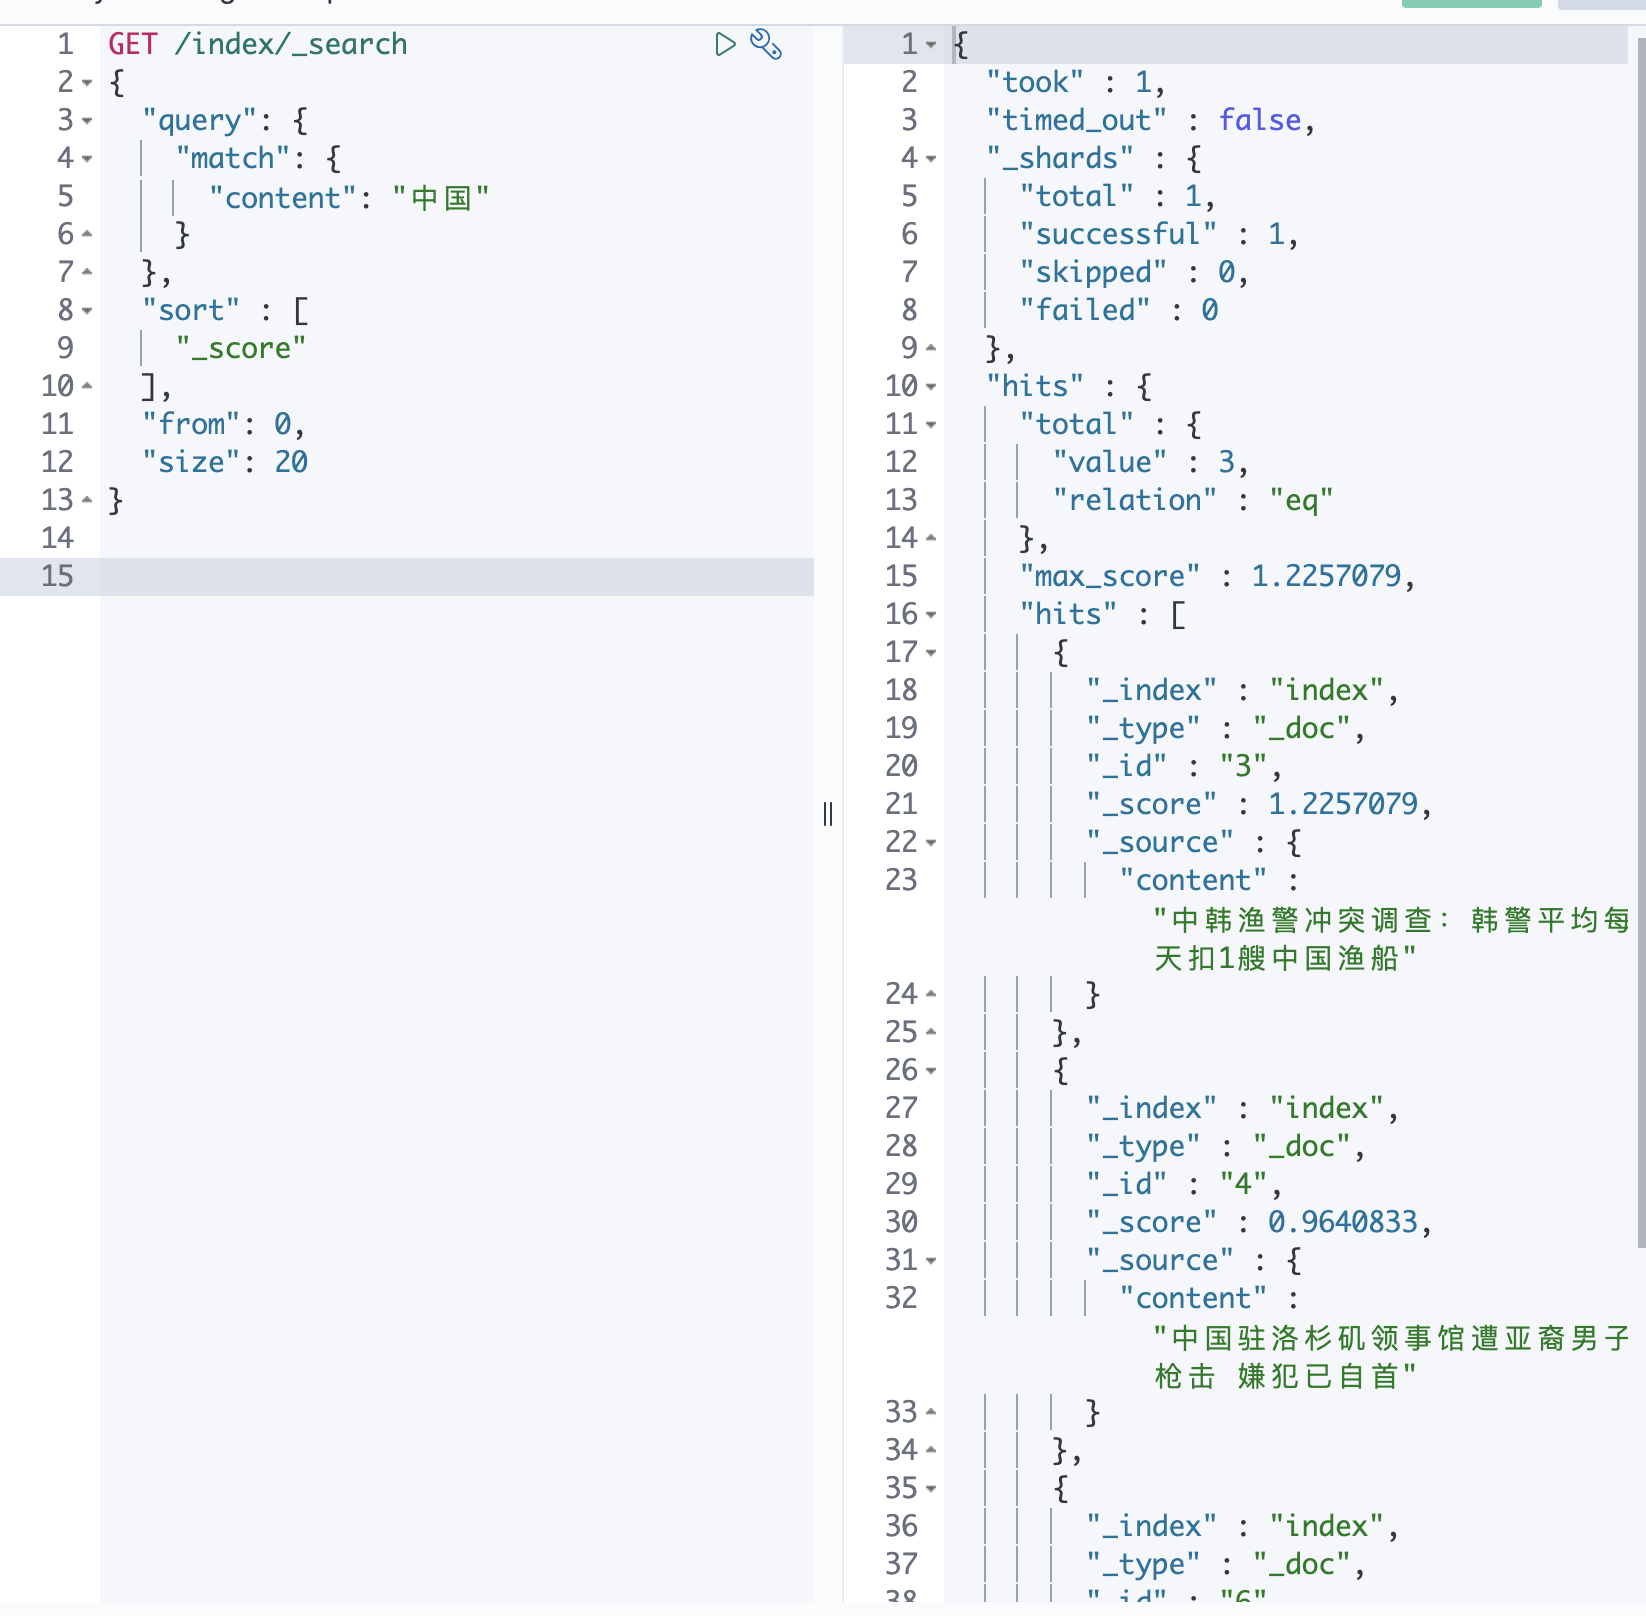 1 GET /index/_search
2 {
3 "query": {
4 "match": {
5 "content": "中国"
6 }
7 },
8 "sort" : [
9 "_score"
10 ],
11 "from": 0,
12 "size": 20
13 }
14
15
1 {
2 "took" : 1,
3 "timed_out" : false,
4 "_shards" : {
5 "total" : 1,
6 "successful" : 1,
7 "skipped" : 0,
8 "failed" : 0
9 },
10 "hits" : {
11 "total" : {
12 "value" : 3,
13 "relation" : "eq"
14 },
15 "max_score" : 1.2257079,
16 "hits" : [
17 {
18 "_index" : "index",
19 "_type" : "_doc",
20 "_id" : "3",
21 "_score" : 1.2257079,
22 "_source" : {
23 "content" :
"中韩渔警冲突调查：韩警平均每
天扣1艘中国渔船"
24 }
25 },
26 {
27 "_index" : "index",
28 "_type" : "_doc",
29 "_id" : "4",
30 "_score" : 0.9640833,
31 "_source" : {
32 "content" :
"中国驻洛杉矶领事馆遭亚裔男子
枪击 嫌犯已自首"
33 }
34 },
35 {
36 "_index" : "index",
37 "_type" : "_doc",
38 "_id" : "6"